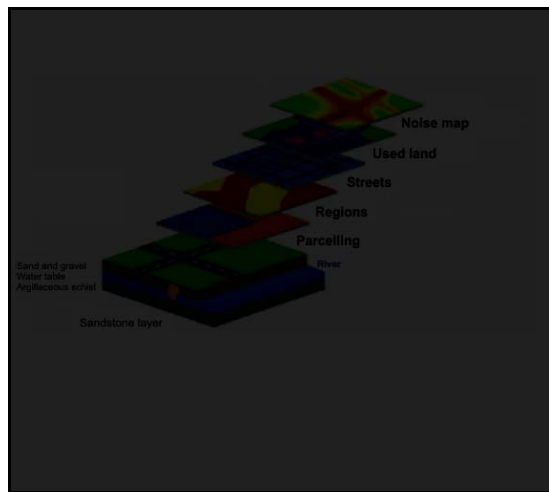 Noise map
Used land
Streets
Regions
Parcelling
River
Sand and gravel
Water table
Argillaceous schist
Sandstone layer